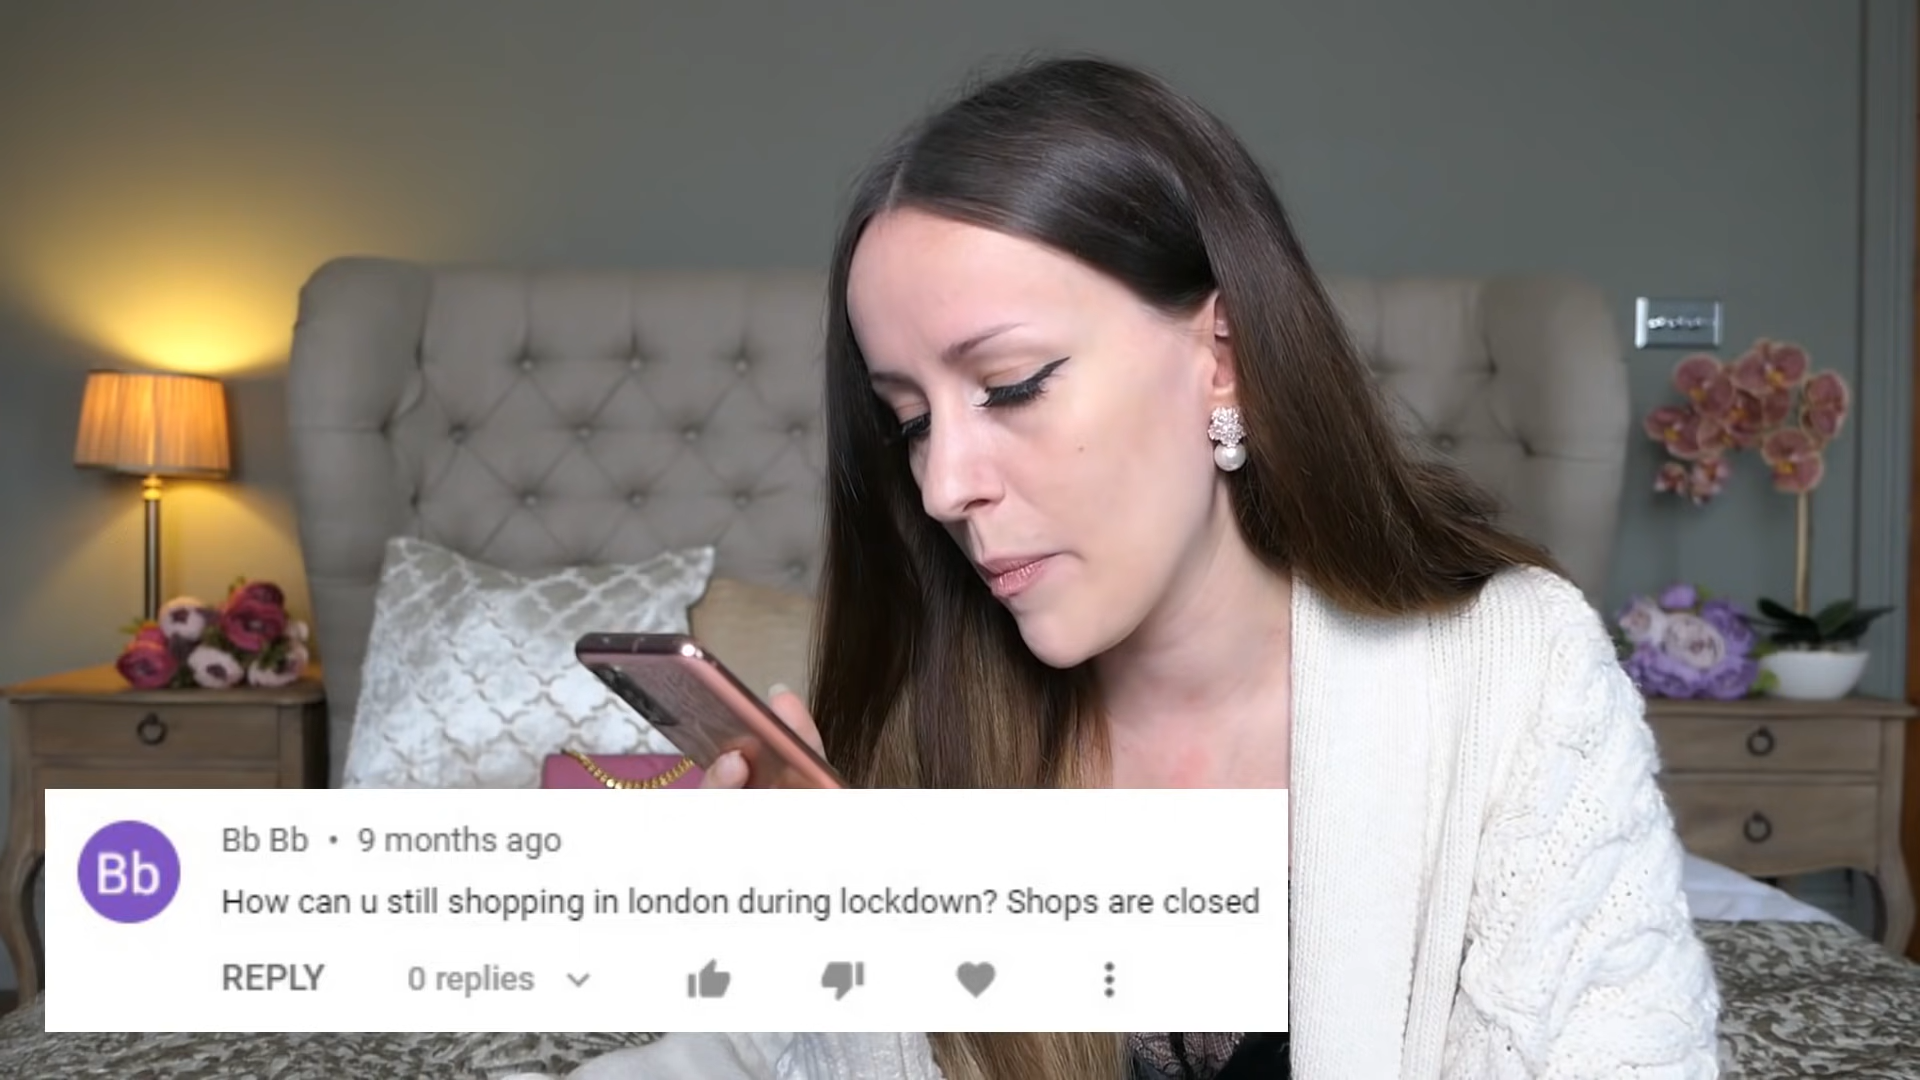 Bb
Bb Bb • 9 months ago
How can u still shopping in london during lockdown? Shops are closed
REPLY 0 replies